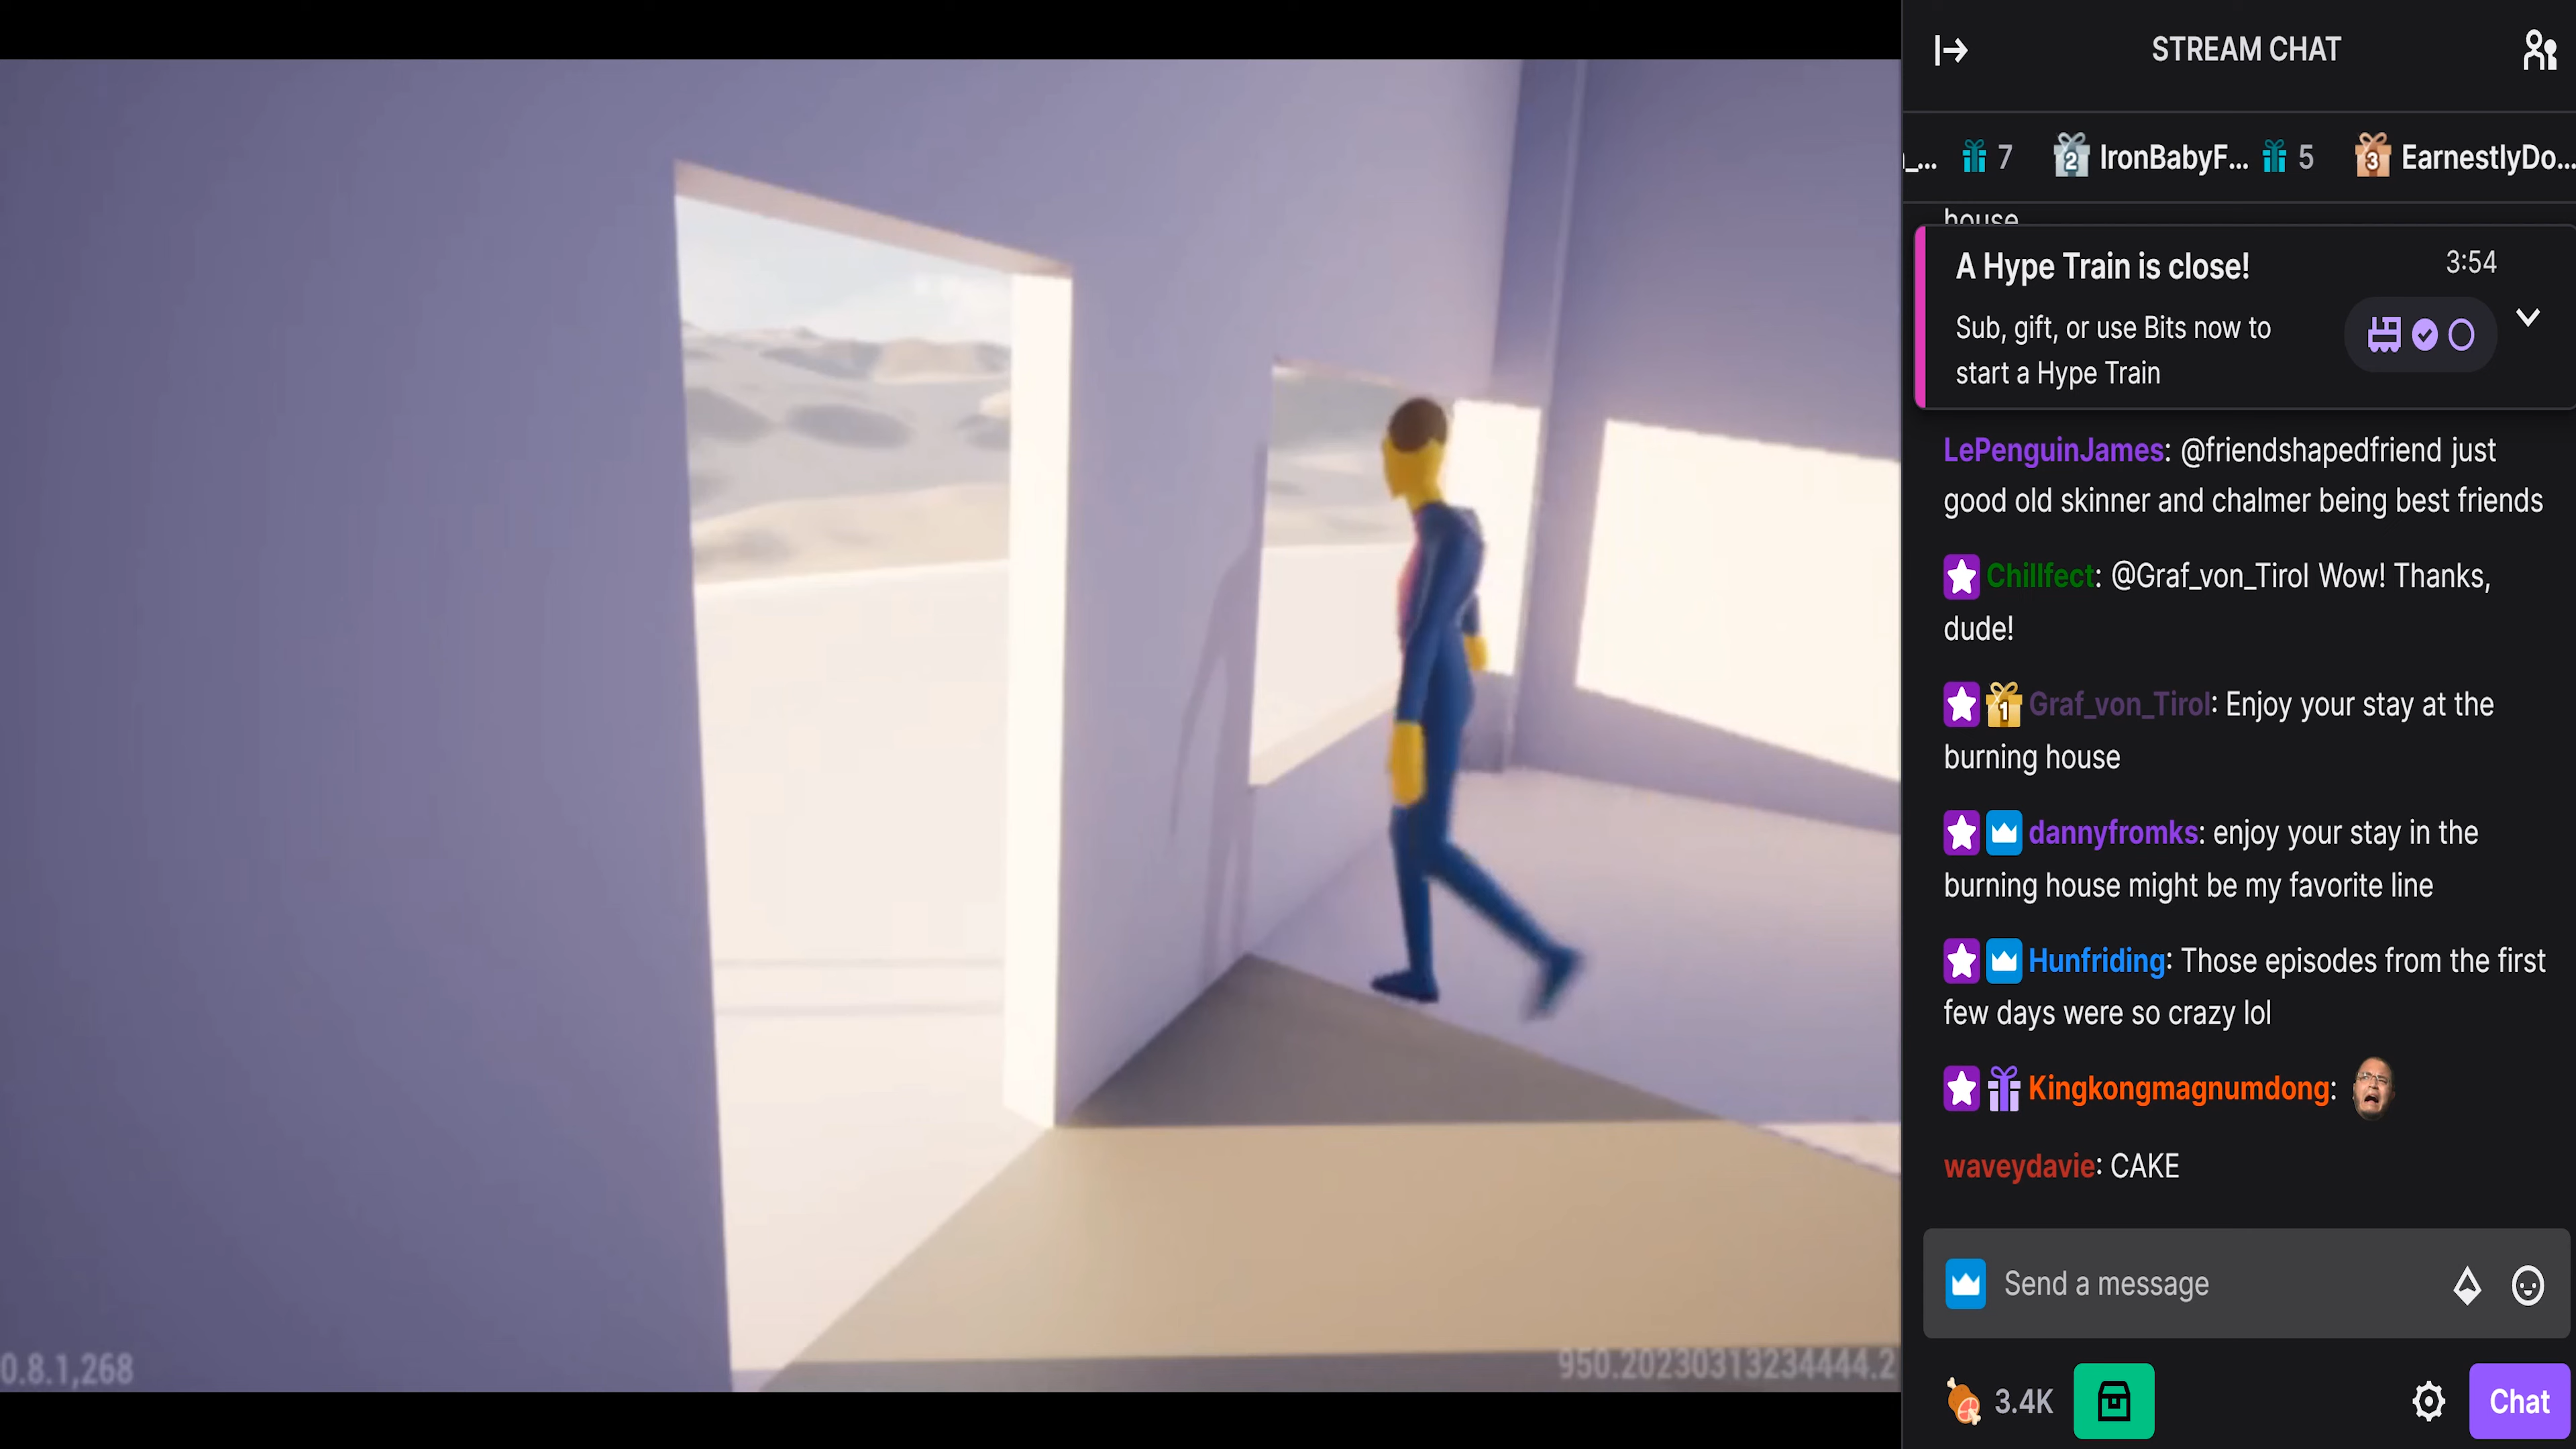 STREAM CHAT
_... 7 2 IronBabyF... 5 3 EarnestlyDo...
house
A Hype Train is close! 3:54
Sub, gift, or use Bits now to
start a Hype Train
LePenguinJames: @friendshapedfriend just
good old skinner and chalmer being best friends
Chillfect: @Graf_von_Tirol Wow! Thanks,
dude!
1 Graf_von_Tirol: Enjoy your stay at the
burning house
dannyfromks: enjoy your stay in the
burning house might be my favorite line
Hunfriding: Those episodes from the first
few days were so crazy lol
Kingkongmagnumdong:
waveydavie: CAKE
Send a message
3.4K Chat
0.8.1,268
950.20230313234444.2